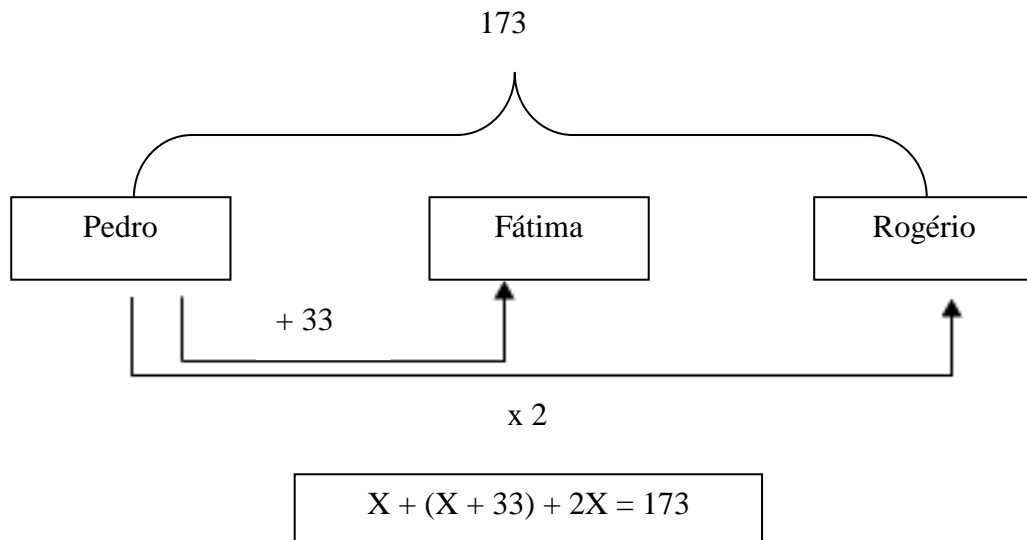 173
Pedro Fátima Rogério
+ 33
x 2
X + (X + 33) + 2X = 173